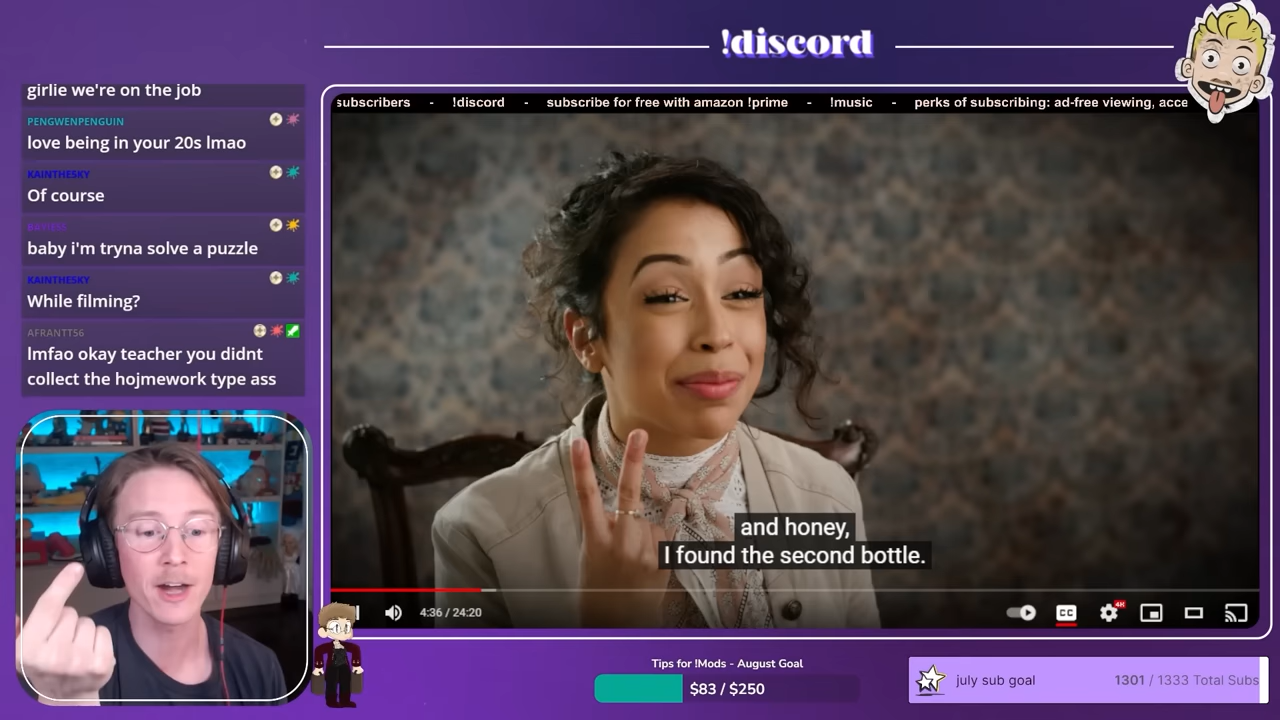 !discord
subscribers - !discord - subscribe for free with amazon !prime - !music - perks of subscribing: ad-free viewing, acce
girlie we're on the job
PENGWENPENGUIN
love being in your 20s lmao
KAINTHESKY
Of course
baby i'm tryna solve a puzzle
KAINTHESKY
While filming?
AFRANTT56
lmfao okay teacher you didnt
collect the hojmework type ass
and honey,
I found the second bottle.
4:36 / 24:20
CC
4K
Tips for !Mods - August Goal
$83 / $250
july sub goal
1301 / 1333 Total Subs